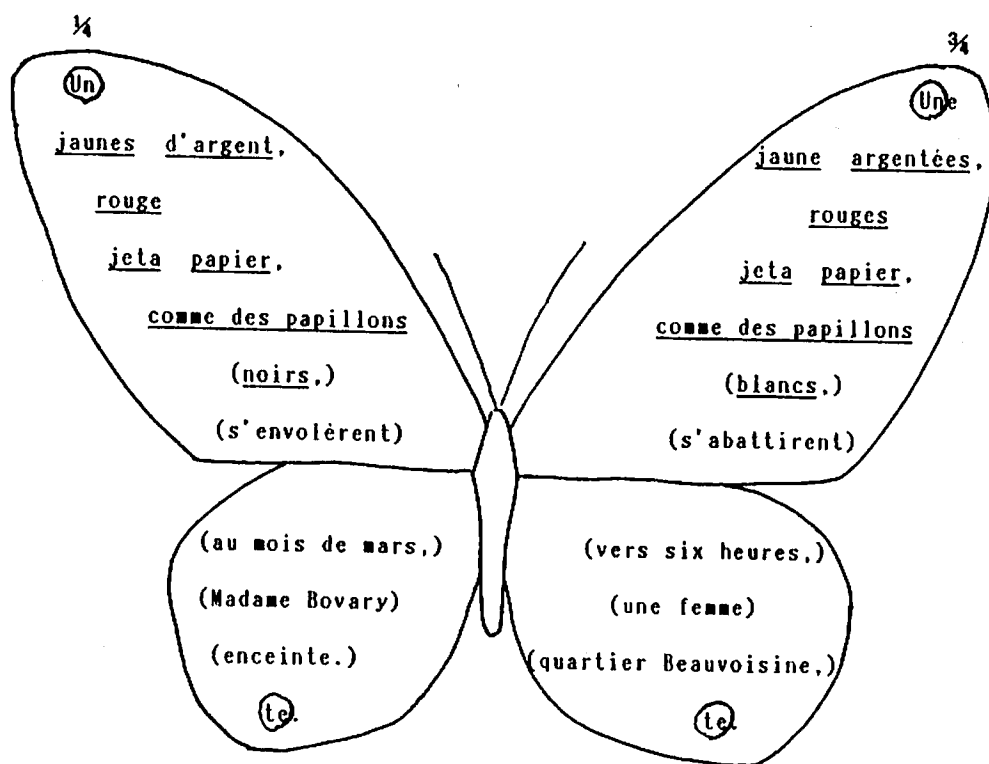 ¼
Un
jaunes d'argent,
rouge
jeta papier,
comme des papillons
(noirs,)
(s'envolèrent)
(au mois de mars,)
(Madame Bovary)
(enceinte.)
te.
¾
Une
jaune argentées,
rouges
jeta papier,
comme des papillons
(blancs,)
(s'abattirent)
(vers six heures,)
(une femme)
(quartier Beauvoisine,)
te.